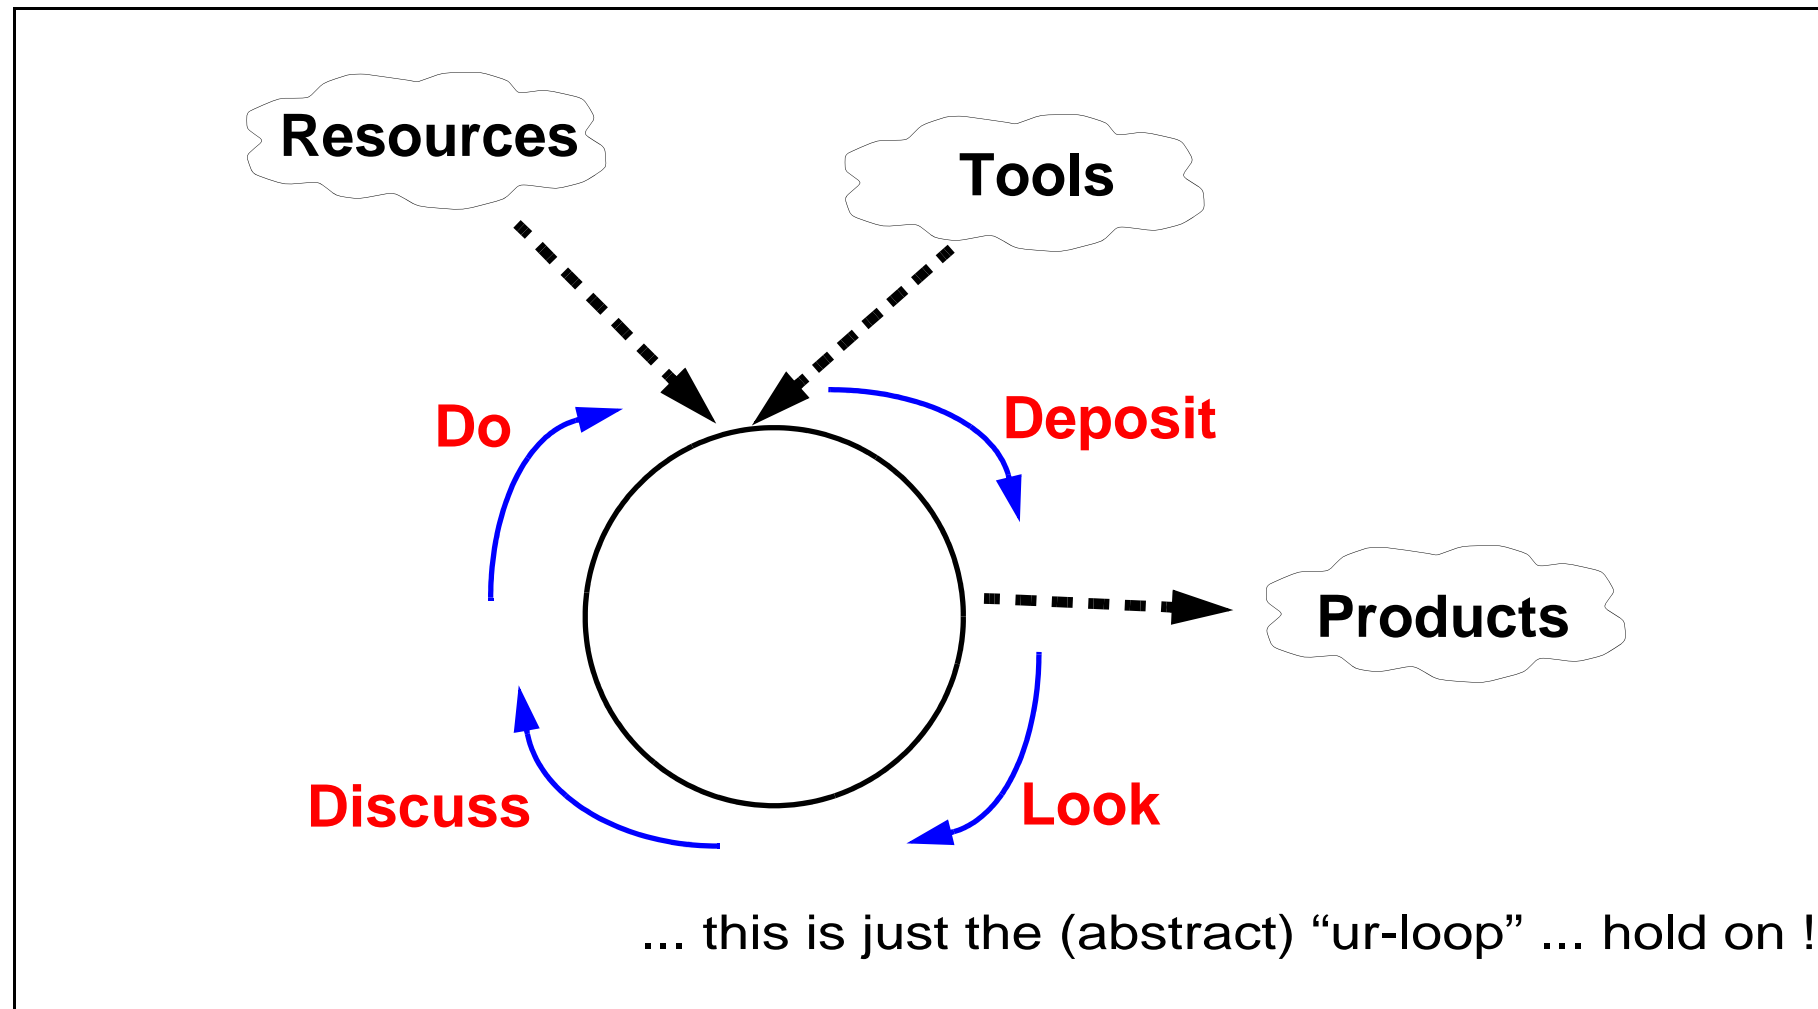 Resources
Tools
Do
Deposit
Products
Discuss
Look
... this is just the (abstract) “ur-loop” ... hold on !